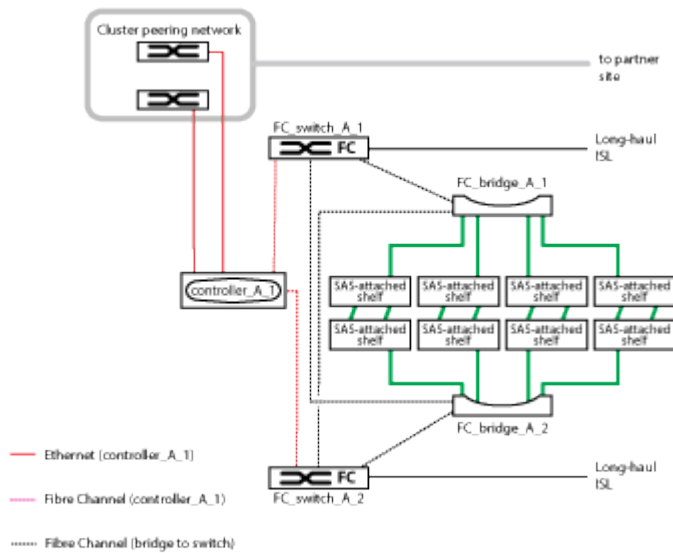 Cluster peering network
to partner
site
FC_switch_A_1
FC
Long-haul
ISL
FC_bridge_A_1
controller_A_1
SAS-attached
shelf
SAS-attached
shelf
SAS-attached
shelf
SAS-attached
shelf
SAS-attached
shelf
SAS-attached
shelf
SAS-attached
shelf
SAS-attached
shelf
FC_bridge_A_2
Ethernet (controller_A_1)
FC
Long-haul
ISL
FC_switch_A_2
Fibre Channel (controller_A_1)
Fibre Channel (bridge to switch)